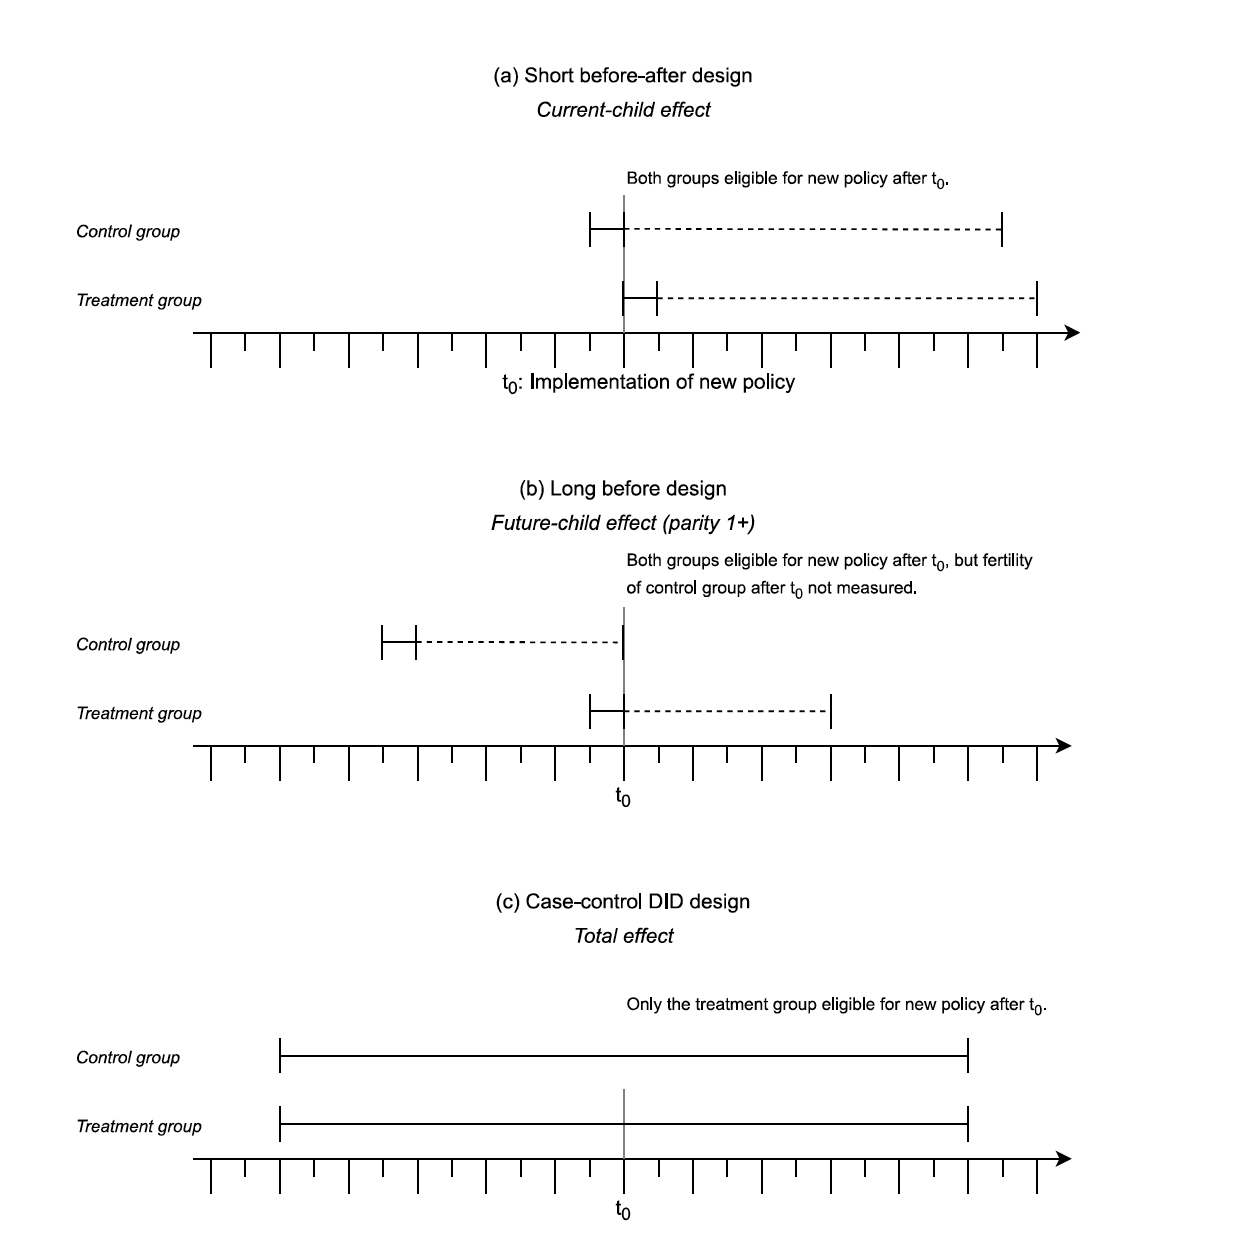 (a) Short before–after design
Current-child effect
Both groups eligible for new policy after t0.
Control group
Treatment group
t0: Implementation of new policy
(b) Long before design
Future-child effect (parity 1+)
Both groups eligible for new policy after t0, but fertility
of control group after t0 not measured.
Control group
Treatment group
t0
(c) Case–control DID design
Total effect
Only the treatment group eligible for new policy after t0.
Control group
Treatment group
t0